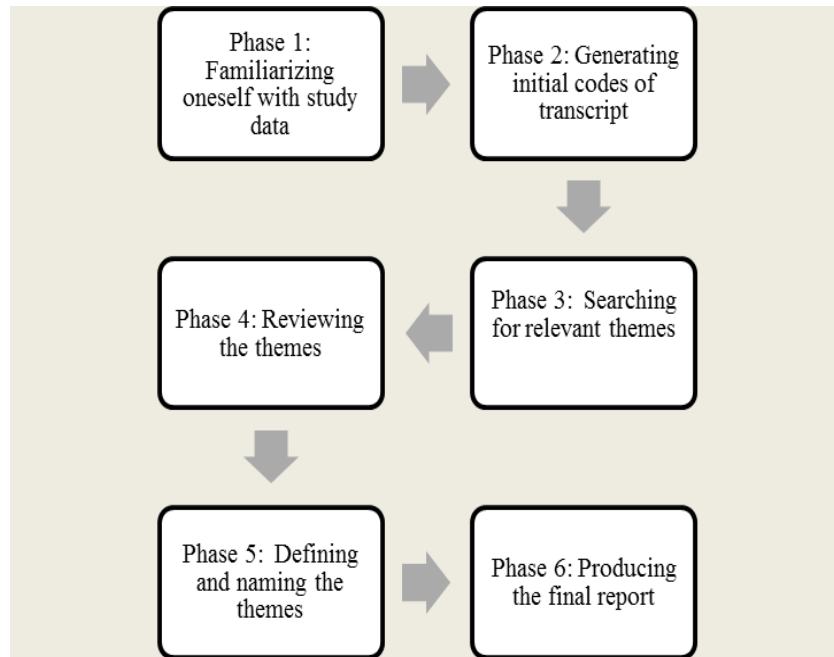 Phase 1:
Familiarizing
oneself with study
data
Phase 2: Generating
initial codes of
transcript
Phase 3:  Searching
for relevant themes
Phase 4: Reviewing
the themes
Phase 5:  Defining
and naming the
themes
Phase 6: Producing
the final report